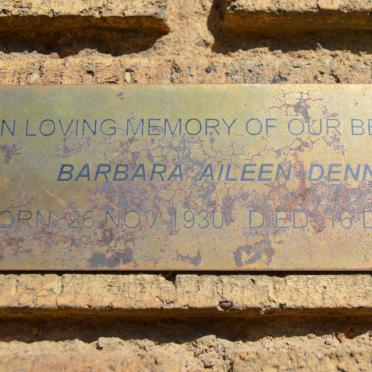 N LOVING MEMORY OF OUR BE
BARBARA AILEEN DENN
ORN 26 NOV 1930 DIED 16 D